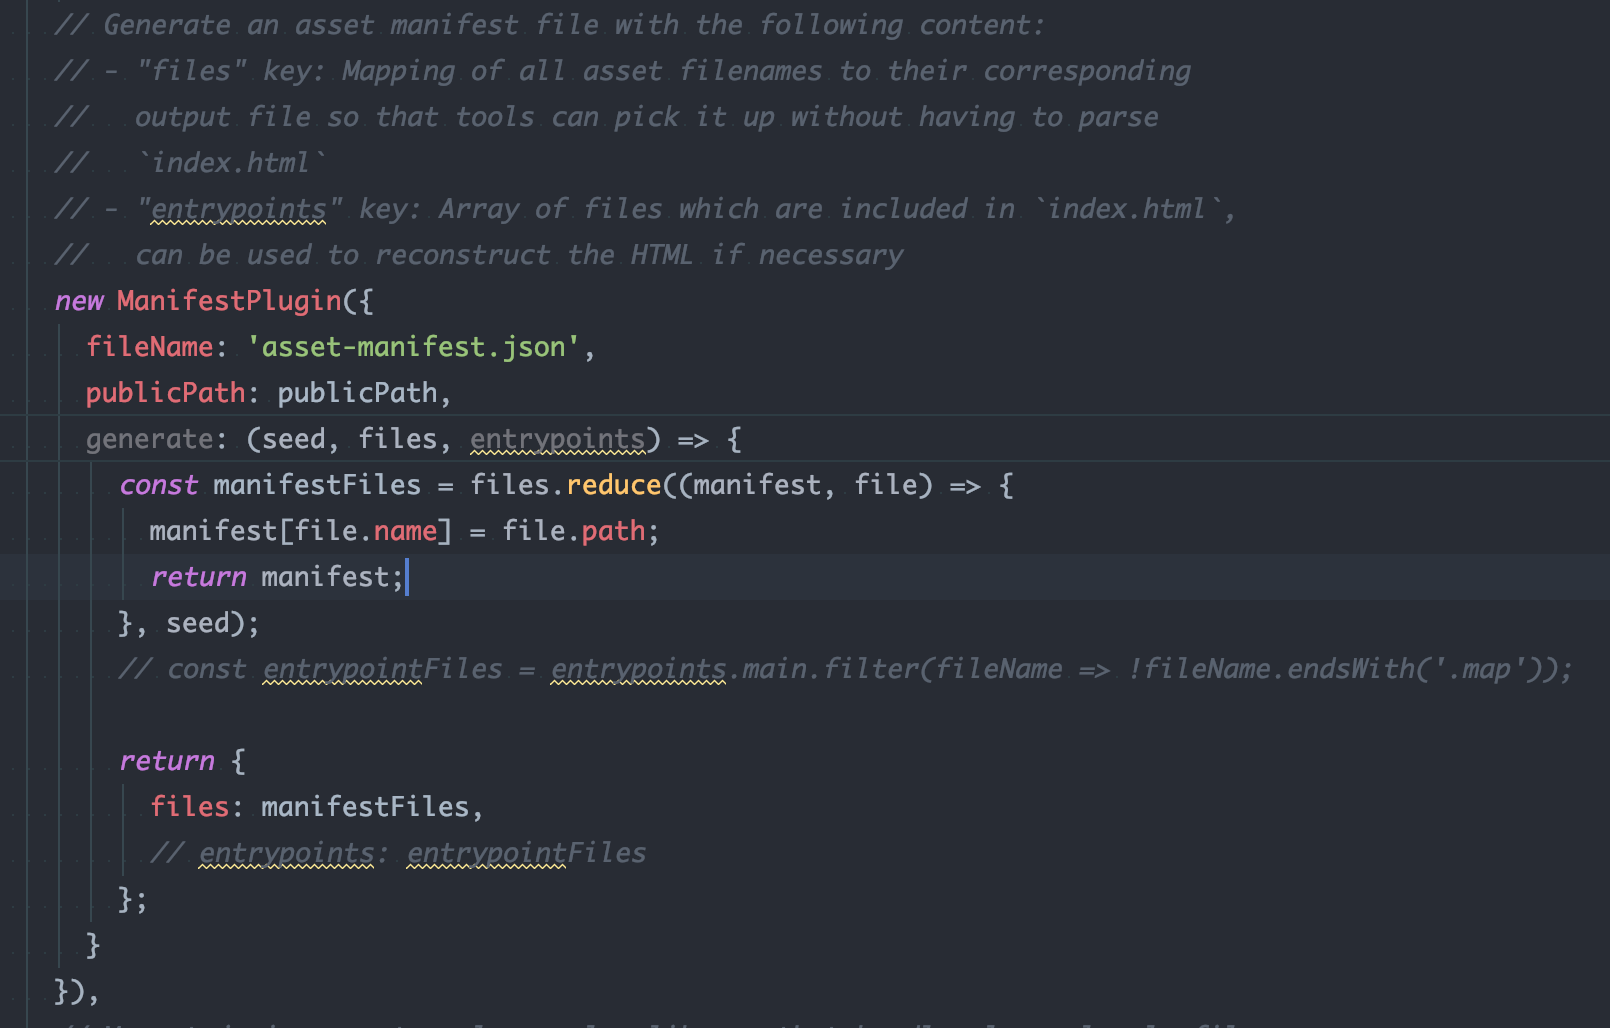 // Generate an asset manifest file with the following content:
// - "files" key: Mapping of all asset filenames to their corresponding
//   output file so that tools can pick it up without having to parse
//   `index.html`
// - "entrypoints" key: Array of files which are included in `index.html`,
//   can be used to reconstruct the HTML if necessary
new ManifestPlugin({
  fileName: 'asset-manifest.json',
  publicPath: publicPath,
  generate: (seed, files, entrypoints) => {
    const manifestFiles = files.reduce((manifest, file) => {
      manifest[file.name] = file.path;
      return manifest;
    }, seed);
    // const entrypointFiles = entrypoints.main.filter(fileName => !fileName.endsWith('.map'));

    return {
      files: manifestFiles,
      // entrypoints: entrypointFiles
    };
  }
}),